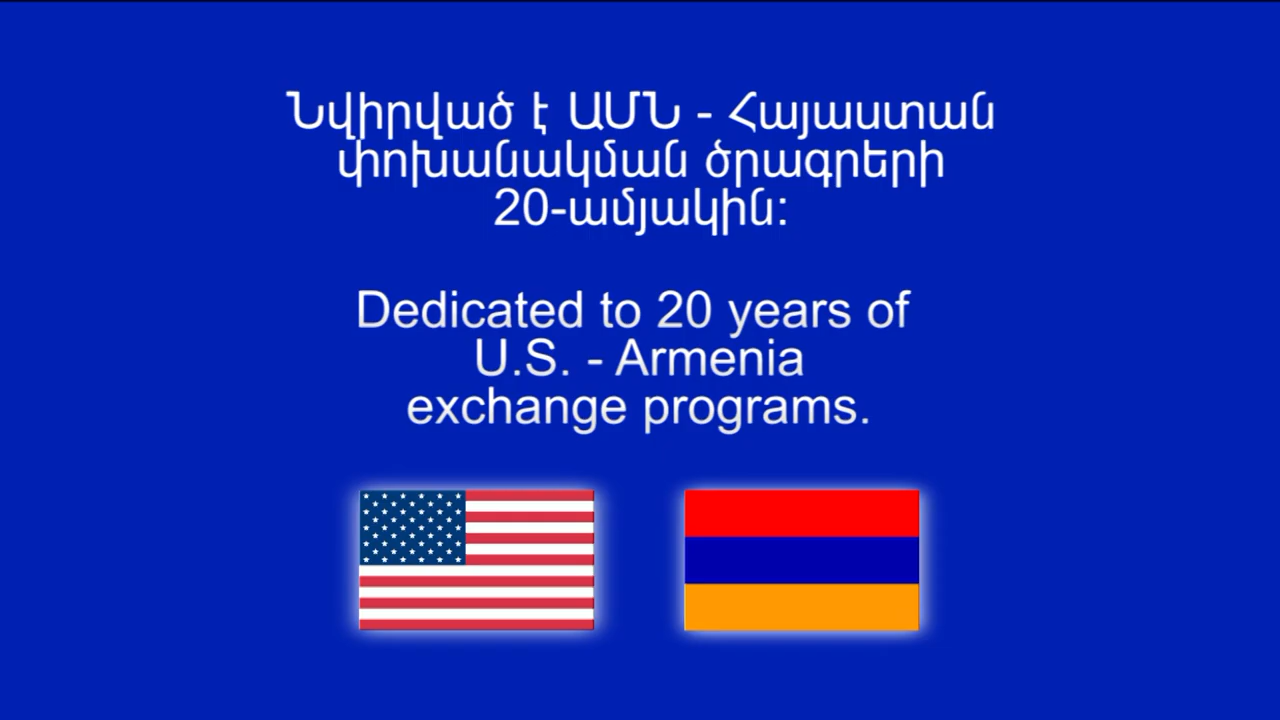 Նվիրված է ԱՄՆ - Հայաստան
փոխանակման ծրագրերի
20-ամյակին:
Dedicated to 20 years of
U.S. - Armenia
exchange programs.